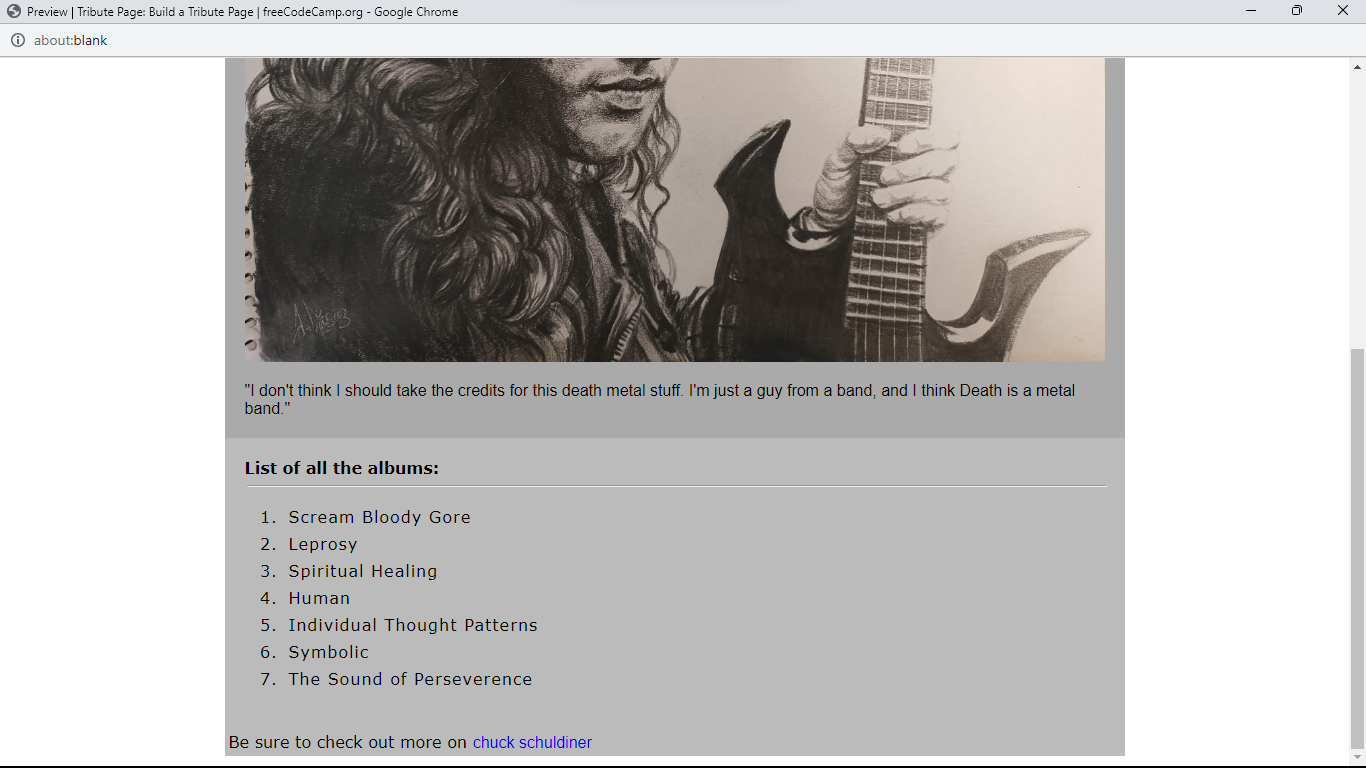 Preview | Tribute Page: Build a Tribute Page | freeCodeCamp.org - Google Chrome
about:blank
"I don't think I should take the credits for this death metal stuff. I'm just a guy from a band, and I think Death is a metal
band."
List of all the albums:
1. Scream Bloody Gore
2. Leprosy
3. Spiritual Healing
4. Human
5. Individual Thought Patterns
6. Symbolic
7. The Sound of Perseverence
Be sure to check out more on chuck schuldiner